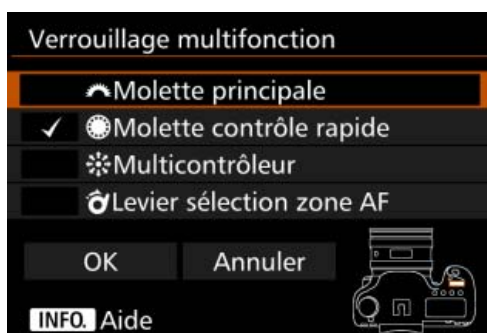 Verrouillage multifonction
Molette principale
Molette contrôle rapide
Multicontrôleur
Levier sélection zone AF
OK Annuler
INFO. Aide